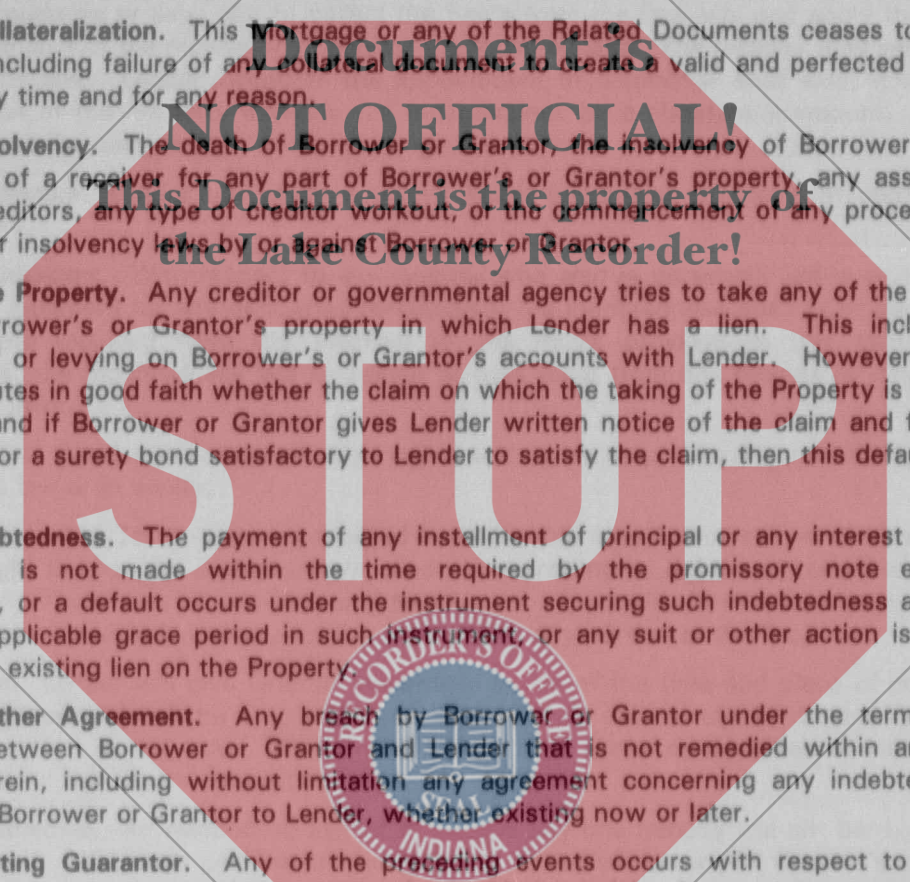 llateralization. This Mortgage or any of the Related Documents ceases to
Document is
ncluding failure of any collateral document to create a valid and perfected
y time and for any reason.
NOT OFFICIAL!
olvency. The death of Borrower or Grantor, the insolvency of Borrower
of a receiver for any part of Borrower's or Grantor's property, any ass
This Document is the property of
editors, any type of creditor workout, or the commencement of any proce
r insolvency laws by or against Borrower or Grantor.
the Lake County Recorder!
e Property. Any creditor or governmental agency tries to take any of the
rrower's or Grantor's property in which Lender has a lien. This incl
or levying on Borrower's or Grantor's accounts with Lender. However
utes in good faith whether the claim on which the taking of the Property is
and if Borrower or Grantor gives Lender written notice of the claim and f
or a surety bond satisfactory to Lender to satisfy the claim, then this defau
STOP
btedness. The payment of any installment of principal or any interest
is not made within the time required by the promissory note e
, or a default occurs under the instrument securing such indebtedness a
pplicable grace period in such instrument, or any suit or other action is
existing lien on the Property.
ther Agreement. Any breach by Borrowar or Grantor under the term
etween Borrower or Grantor and Lender that is not remedied within an
rein, including without limitation any agreement concerning any indebte
Borrower or Grantor to Lender, whether existing now or later.
RECORDER'S OFFICE
SEAL
INDIANA
ting Guarantor. Any of the preceding events occurs with respect to